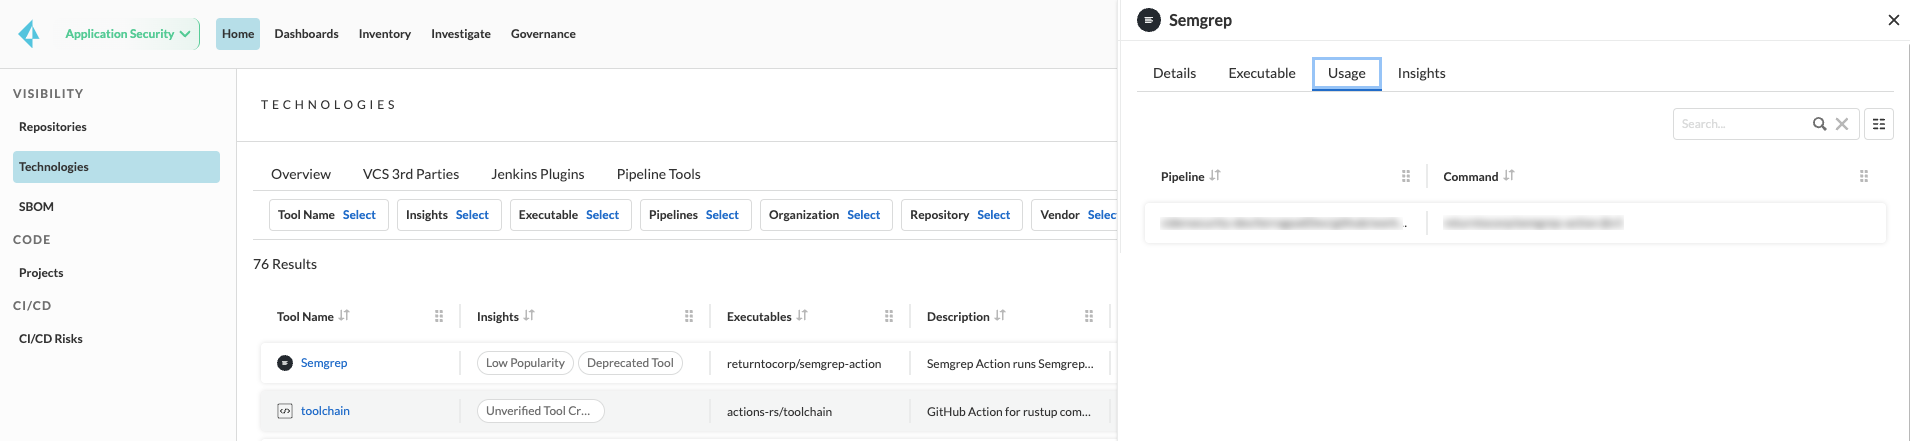 Application Security
Home
Dashboards
Inventory
Investigate
Governance
VISIBILITY
Repositories
Technologies
SBOM
CODE
Projects
CI/CD
CI/CD Risks
TECHNOLOGIES
Overview
VCS 3rd Parties
Jenkins Plugins
Pipeline Tools
Tool Name Select
Insights Select
Executable Select
Pipelines Select
Organization Select
Repository Select
Vendor Selec
76 Results
Tool Name
Insights
Executables
Description
Semgrep
Low Popularity
Deprecated Tool
returntocorp/semgrep-action
Semgrep Action runs Semgrep...
toolchain
Unverified Tool Cr...
actions-rs/toolchain
GitHub Action for rustup com...
Semgrep
Details
Executable
Usage
Insights
Search...
Pipeline
Command